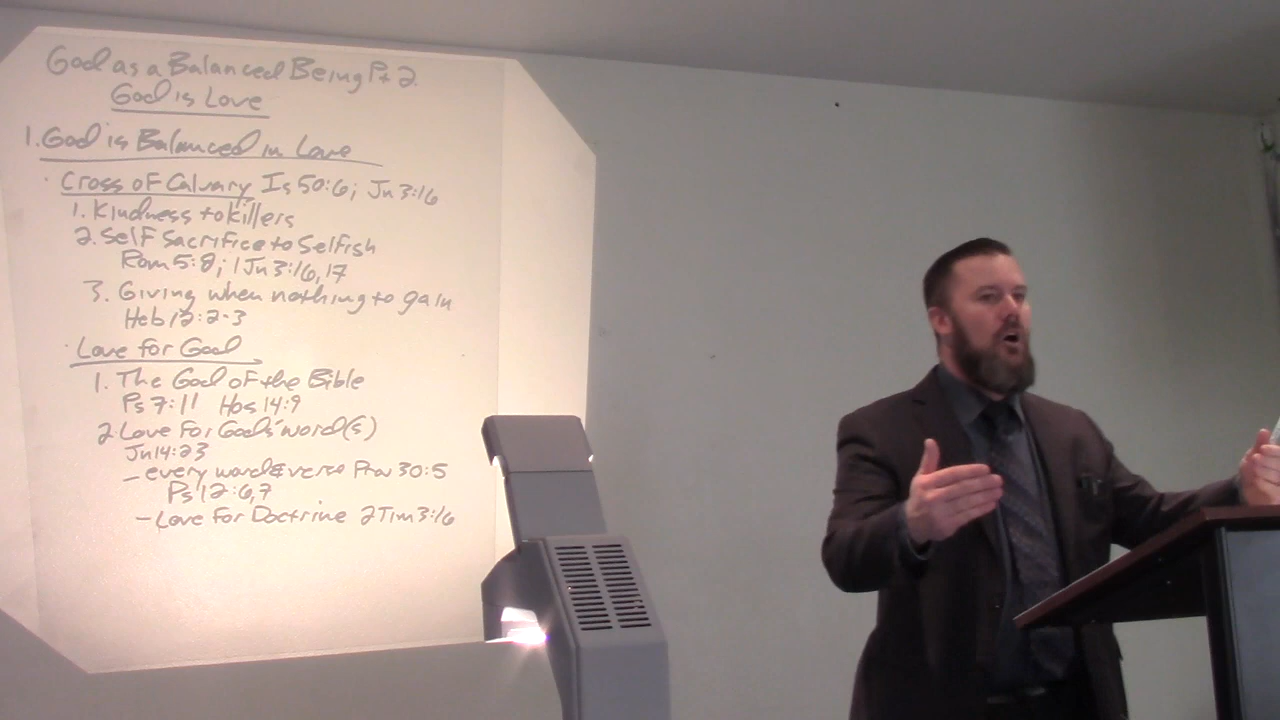 God as a Balanced Being Pt 2
God is Love
1. God is Balanced in Love
· Cross of Calvary Is 50:6; Jn 3:16
1. Kindness to killers
2. Self Sacrifice to Selfish
Rom 5:8; 1 Jn 3:16,17
3. Giving when nothing to gain
Heb 12:2-3
· Love for God
1. The God of the Bible
Ps 7:11 Hos 14:9
2. Love for God's word(s)
Jn 14:23
- every word & verse Prov 30:5
Ps 12:6,7
- Love for Doctrine 2 Tim 3:16